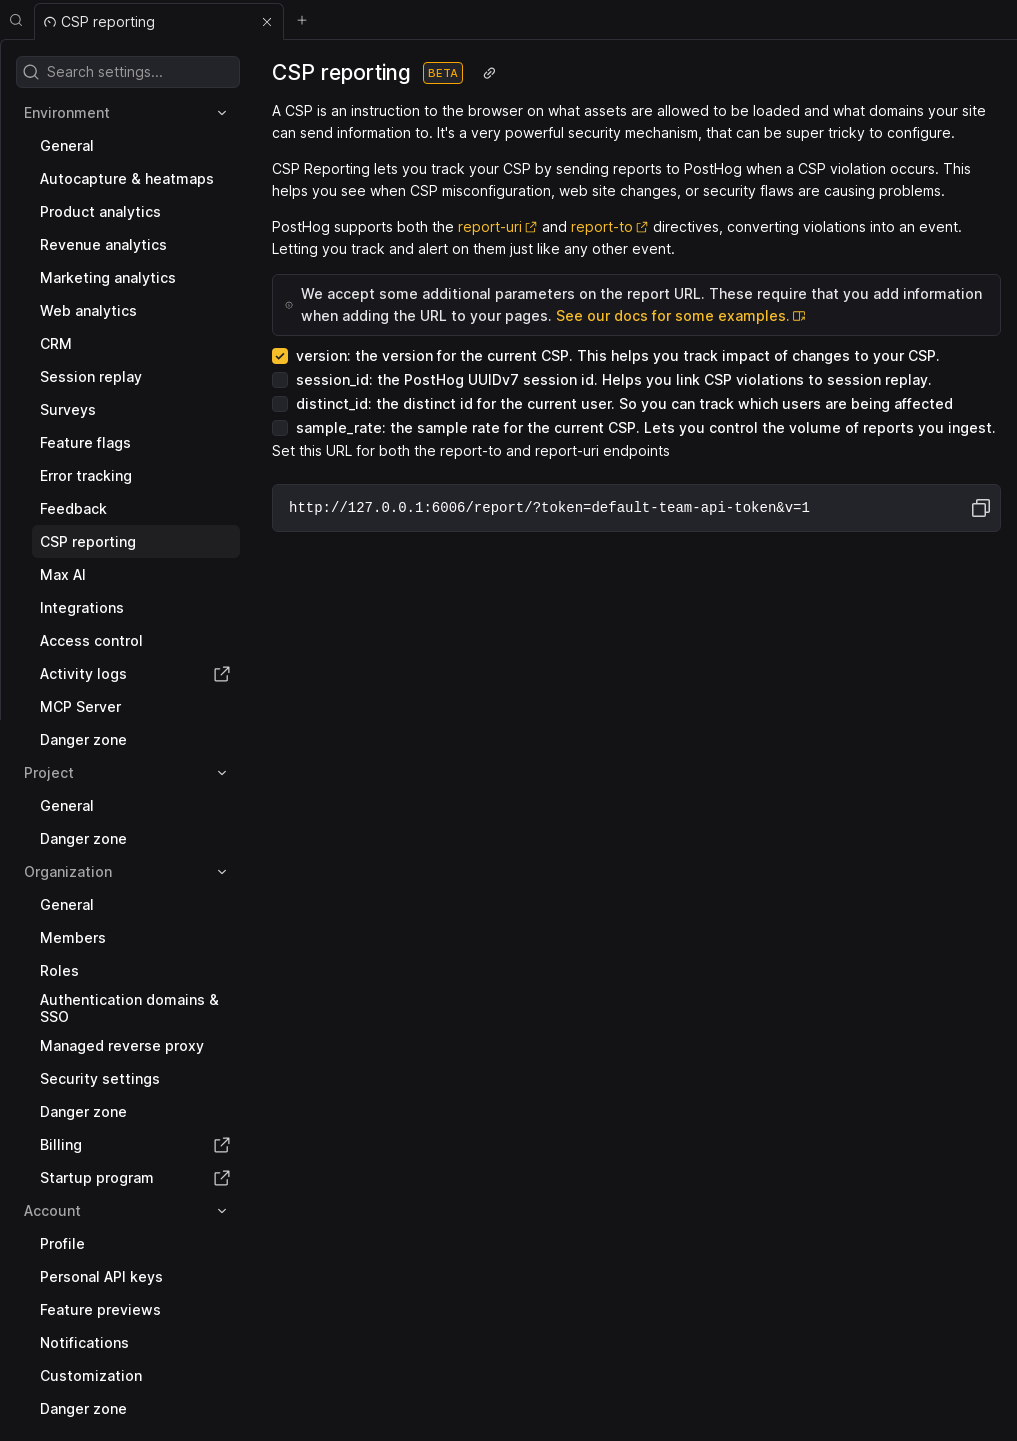 CSP reporting
Search settings...
Environment
General
Autocapture & heatmaps
Product analytics
Revenue analytics
Marketing analytics
Web analytics
CRM
Session replay
Surveys
Feature flags
Error tracking
Feedback
CSP reporting
Max AI
Integrations
Access control
Activity logs
MCP Server
Danger zone
Project
General
Danger zone
Organization
General
Members
Roles
Authentication domains &
SSO
Managed reverse proxy
Security settings
Danger zone
Billing
Startup program
Account
Profile
Personal API keys
Feature previews
Notifications
Customization
Danger zone
CSP reporting BETA
A CSP is an instruction to the browser on what assets are allowed to be loaded and what domains your site
can send information to. It's a very powerful security mechanism, that can be super tricky to configure.
CSP Reporting lets you track your CSP by sending reports to PostHog when a CSP violation occurs. This
helps you see when CSP misconfiguration, web site changes, or security flaws are causing problems.
PostHog supports both the report-uri and report-to directives, converting violations into an event.
Letting you track and alert on them just like any other event.
We accept some additional parameters on the report URL. These require that you add information
when adding the URL to your pages. See our docs for some examples.
version: the version for the current CSP. This helps you track impact of changes to your CSP.
session_id: the PostHog UUIDv7 session id. Helps you link CSP violations to session replay.
distinct_id: the distinct id for the current user. So you can track which users are being affected
sample_rate: the sample rate for the current CSP. Lets you control the volume of reports you ingest.
Set this URL for both the report-to and report-uri endpoints
http://127.0.0.1:6006/report/?token=default-team-api-token&v=1